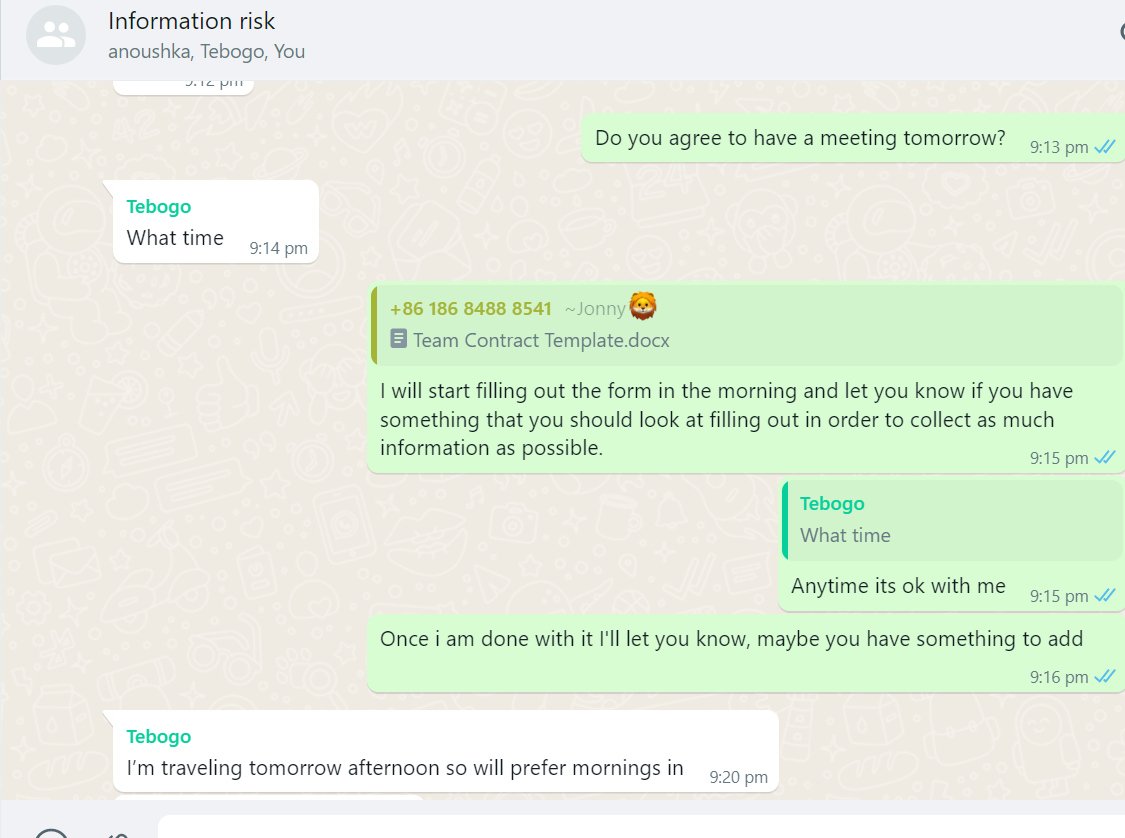 Information risk
anoushka, Tebogo, You
9:12 pm
Do you agree to have a meeting tomorrow?
9:13 pm
Tebogo
What time
9:14 pm
+86 186 8488 8541 ~Jonny🦁
Team Contract Template.docx
I will start filling out the form in the morning and let you know if you have
something that you should look at filling out in order to collect as much
information as possible.
9:15 pm
Tebogo
What time
Anytime its ok with me
9:15 pm
Once i am done with it I'll let you know, maybe you have something to add
9:16 pm
Tebogo
I’m traveling tomorrow afternoon so will prefer mornings in
9:20 pm